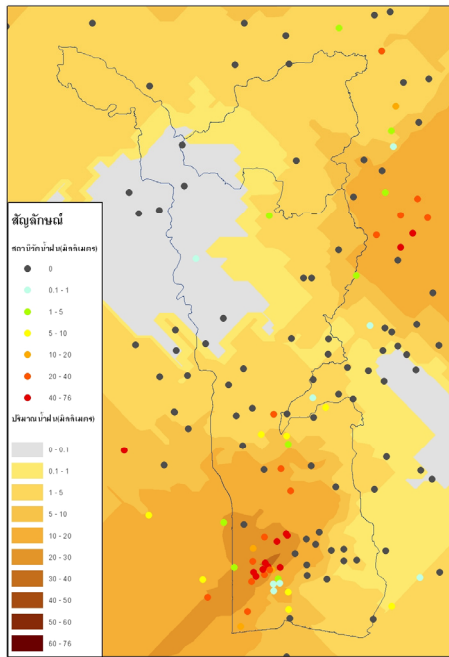 สัญลักษณ์
สถานีวัดน้ำฝน(มิลลิเมตร)
0
0.1 - 1
1 - 5
5 - 10
10 - 20
20 - 40
40 - 76
ปริมาณน้ำฝน(มิลลิเมตร)
0 - 0.1
0.1 - 1
1 - 5
5 - 10
10 - 20
20 - 30
30 - 40
40 - 50
50 - 60
60 - 76